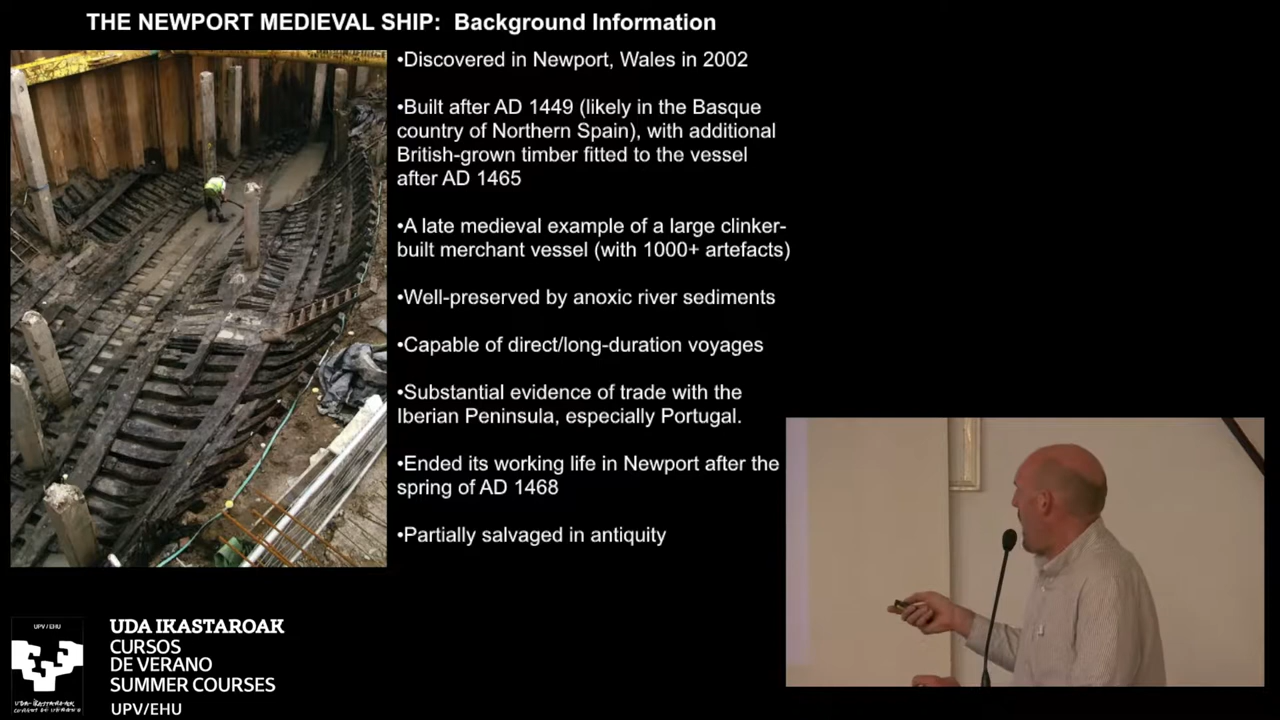 THE NEWPORT MEDIEVAL SHIP: Background Information
•Discovered in Newport, Wales in 2002
•Built after AD 1449 (likely in the Basque
country of Northern Spain), with additional
British-grown timber fitted to the vessel
after AD 1465
•A late medieval example of a large clinker-
built merchant vessel (with 1000+ artefacts)
•Well-preserved by anoxic river sediments
•Capable of direct/long-duration voyages
•Substantial evidence of trade with the
Iberian Peninsula, especially Portugal.
•Ended its working life in Newport after the
spring of AD 1468
•Partially salvaged in antiquity
UPV/EHU
UDA IKASTAROAK
CURSOS DE VERANO
UDA IKASTAROAK
CURSOS
DE VERANO
SUMMER COURSES
UPV/EHU